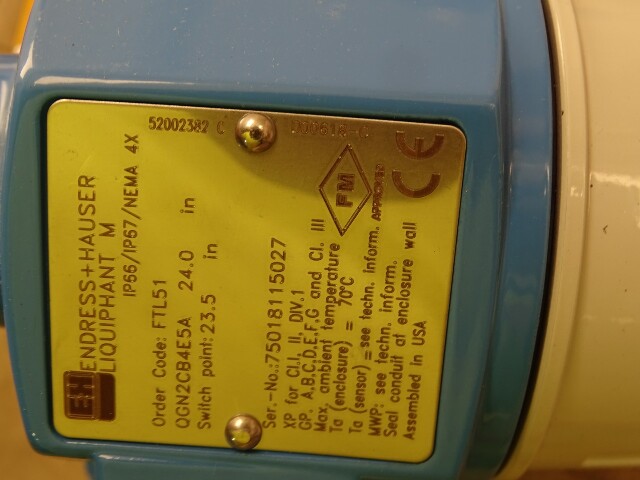 EH
ENDRESS+HAUSER
LIQUIPHANT M
IP66/IP67/NEMA 4X
Order Code: FTL51
QGN2CB4E5A 24.0 in
Switch point: 23.5 in
Ser.-No.: 75018115027
XP for Cl.I, II, DIV.1
GP. A,B,C,D,E,F,G and Cl. III
Max. ambient temperature
Ta (enclosure) = 70°C
Ta (sensor) = see techn. inform.
MWP: see techn. inform.
Seal conduit at enclosure wall
Assembled in USA
FM
APPROVED
CE
52002382 C